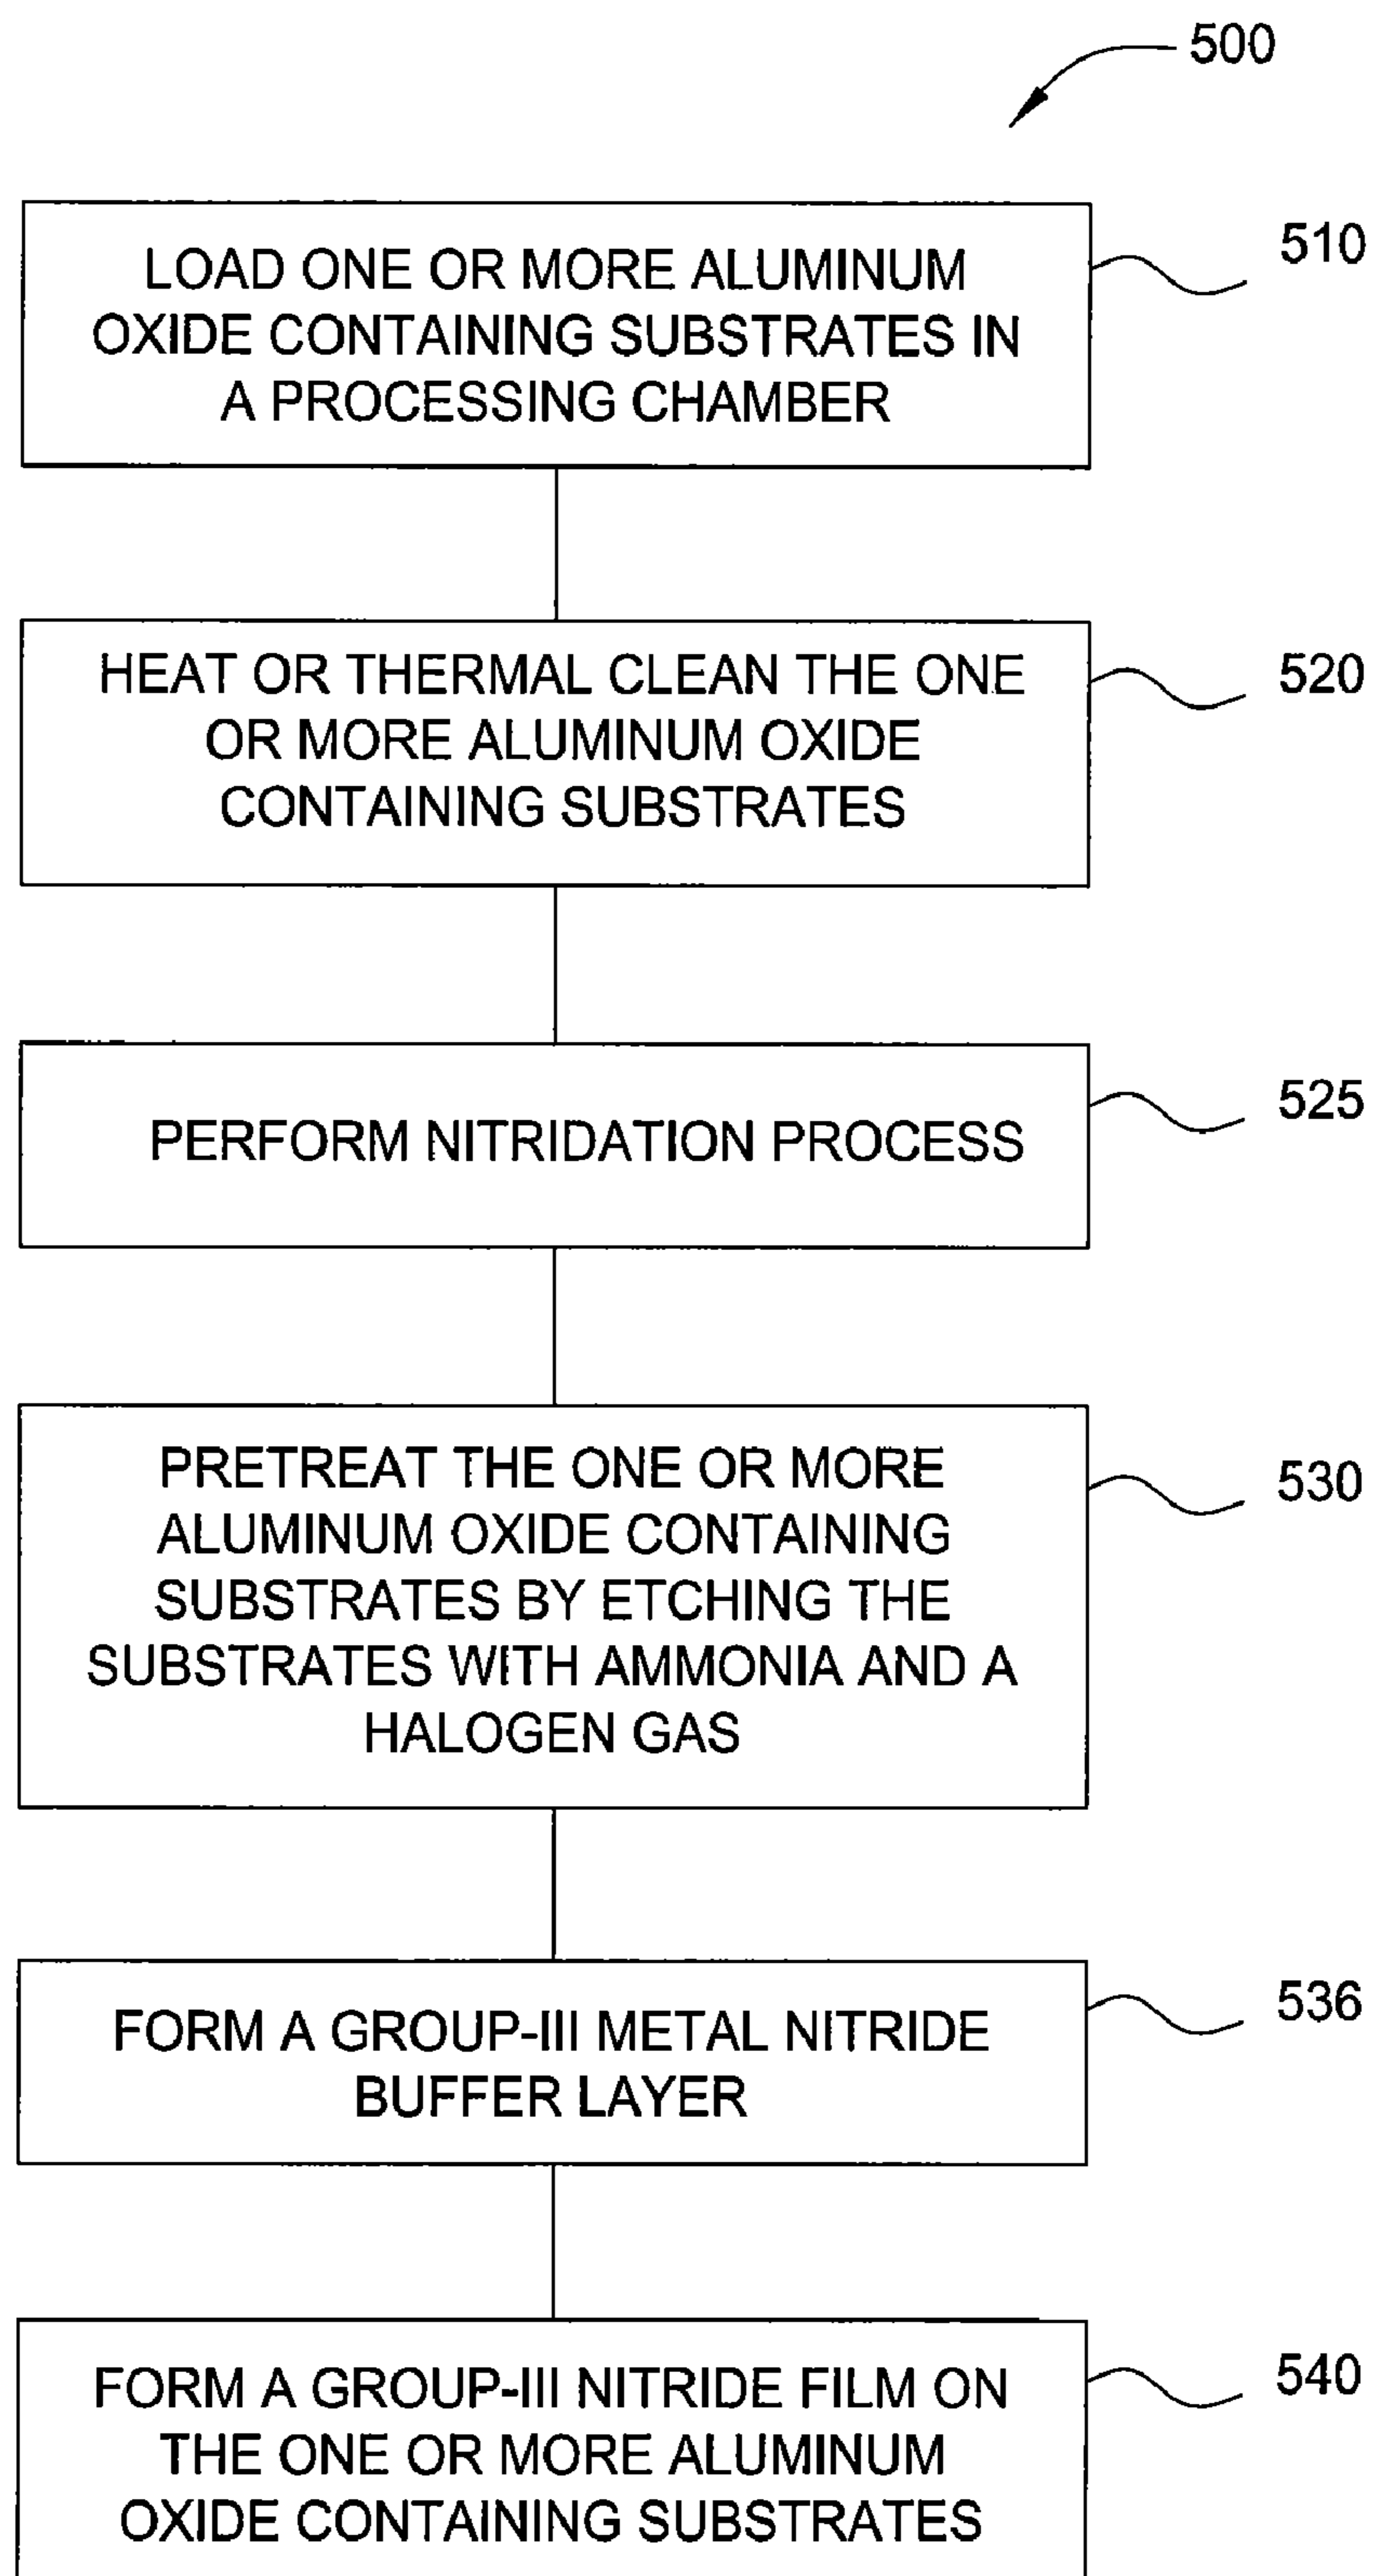 500
LOAD ONE OR MORE ALUMINUM
OXIDE CONTAINING SUBSTRATES IN
A PROCESSING CHAMBER
510
HEAT OR THERMAL CLEAN THE ONE
OR MORE ALUMINUM OXIDE
CONTAINING SUBSTRATES
520
PERFORM NITRIDATION PROCESS
525
PRETREAT THE ONE OR MORE
ALUMINUM OXIDE CONTAINING
SUBSTRATES BY ETCHING THE
SUBSTRATES WITH AMMONIA AND A
HALOGEN GAS
530
FORM A GROUP-III METAL NITRIDE
BUFFER LAYER
536
FORM A GROUP-III NITRIDE FILM ON
THE ONE OR MORE ALUMINUM
OXIDE CONTAINING SUBSTRATES
540